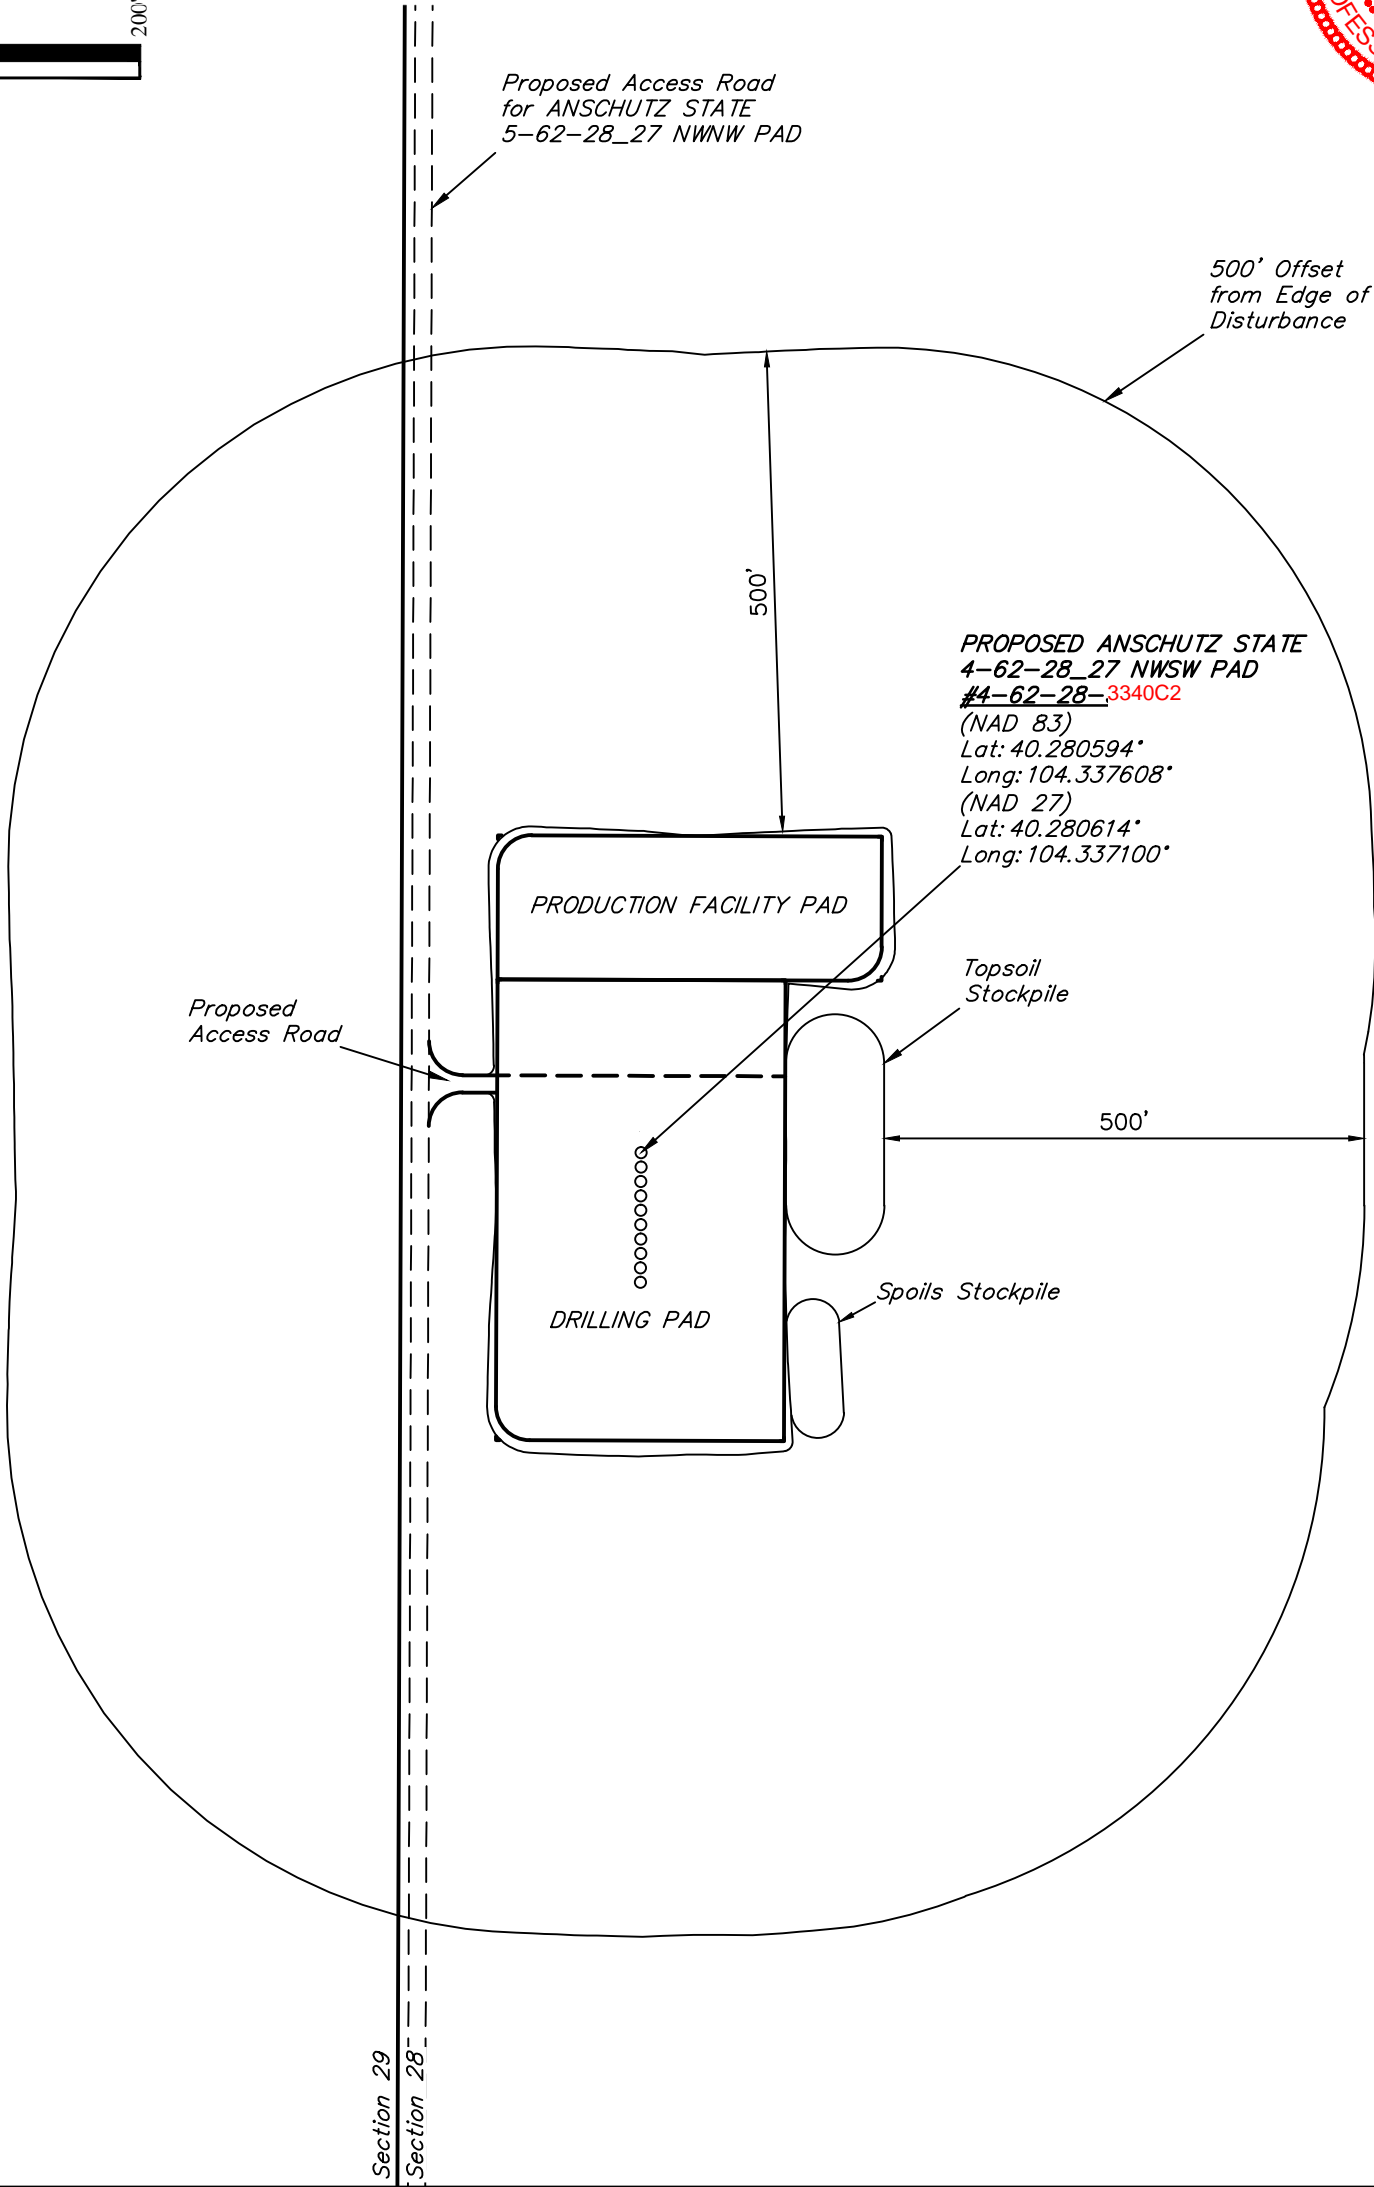 200'
Proposed Access Road
for ANSCHUTZ STATE
5-62-28_27 NWNW PAD
500' Offset
from Edge of
Disturbance
500'
PROPOSED ANSCHUTZ STATE
4-62-28_27 NWSW PAD
#4-62-28-3340C2
(NAD 83)
Lat: 40.280594°
Long: 104.337608°
(NAD 27)
Lat: 40.280614°
Long: 104.337100°
PRODUCTION FACILITY PAD
Topsoil
Stockpile
Proposed
Access Road
500'
Spoils Stockpile
DRILLING PAD
Section 29
Section 28